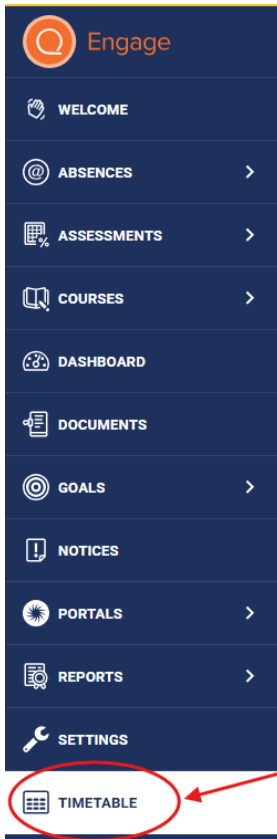 Engage
WELCOME
ABSENCES
ASSESSMENTS
COURSES
DASHBOARD
DOCUMENTS
GOALS
NOTICES
PORTALS
REPORTS
SETTINGS
TIMETABLE